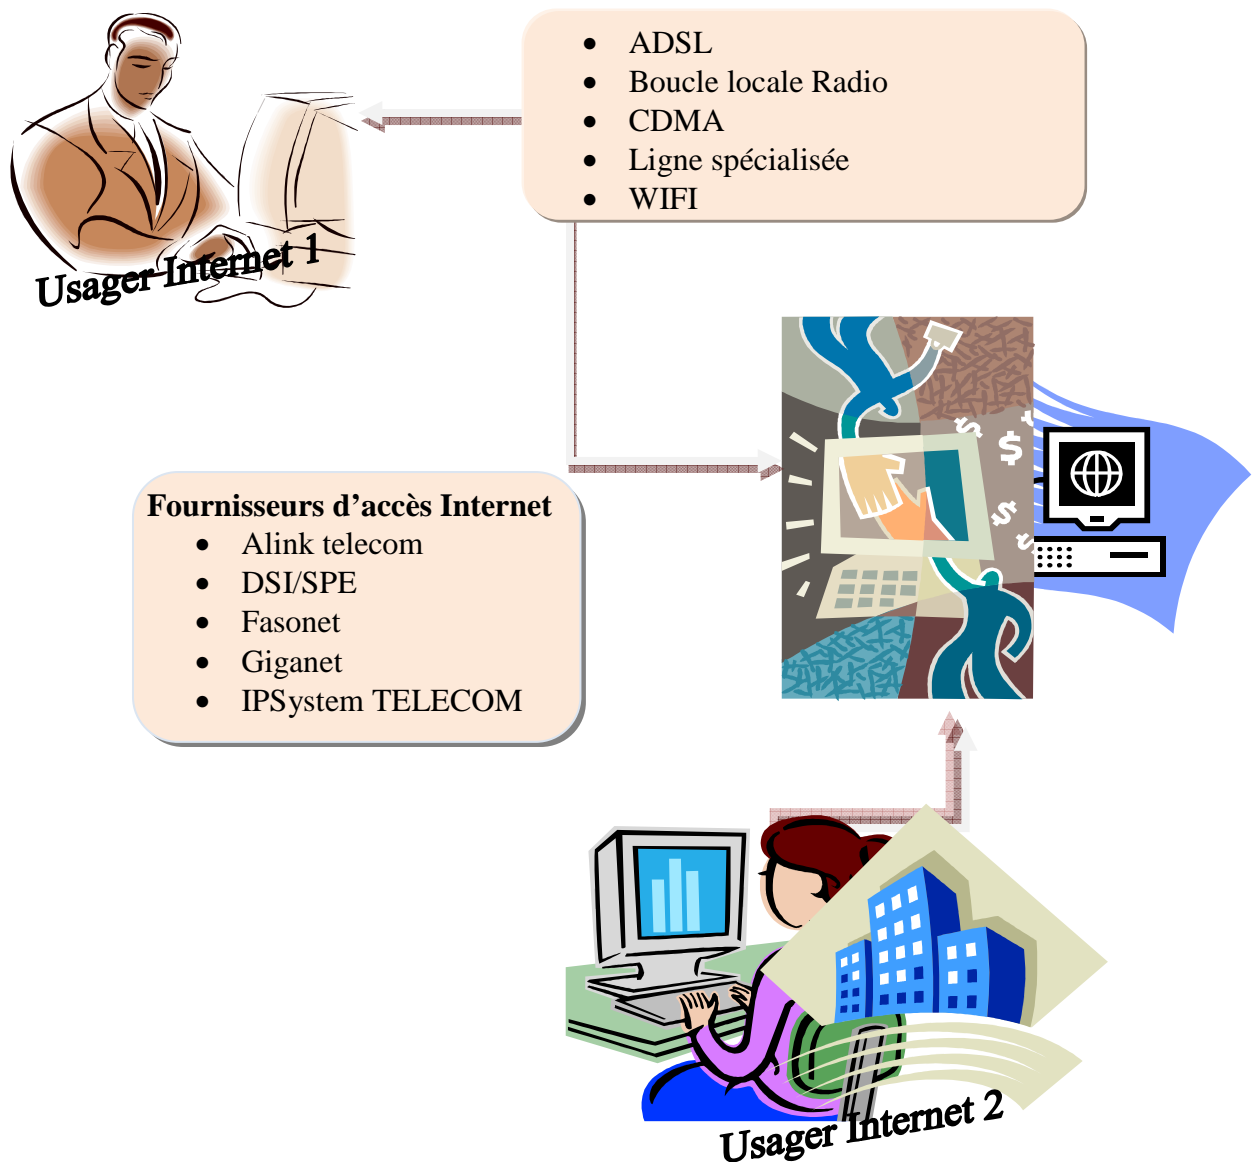 • ADSL
• Boucle locale Radio
• CDMA
• Ligne spécialisée
• WIFI
Usager Internet 1
$
$
$
$
Fournisseurs d’accès Internet
• Alink telecom
• DSI/SPE
• Fasonet
• Giganet
• IPSystem TELECOM
Usager Internet 2